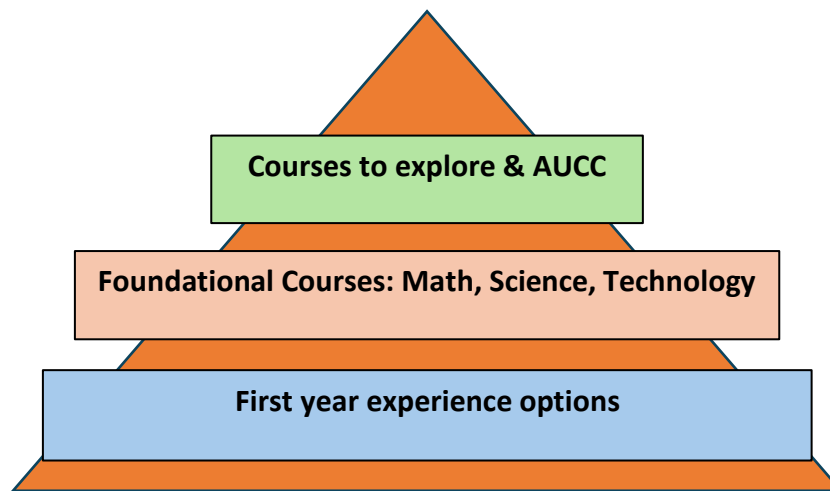 Courses to explore & AUCC
Foundational Courses: Math, Science, Technology
First year experience options